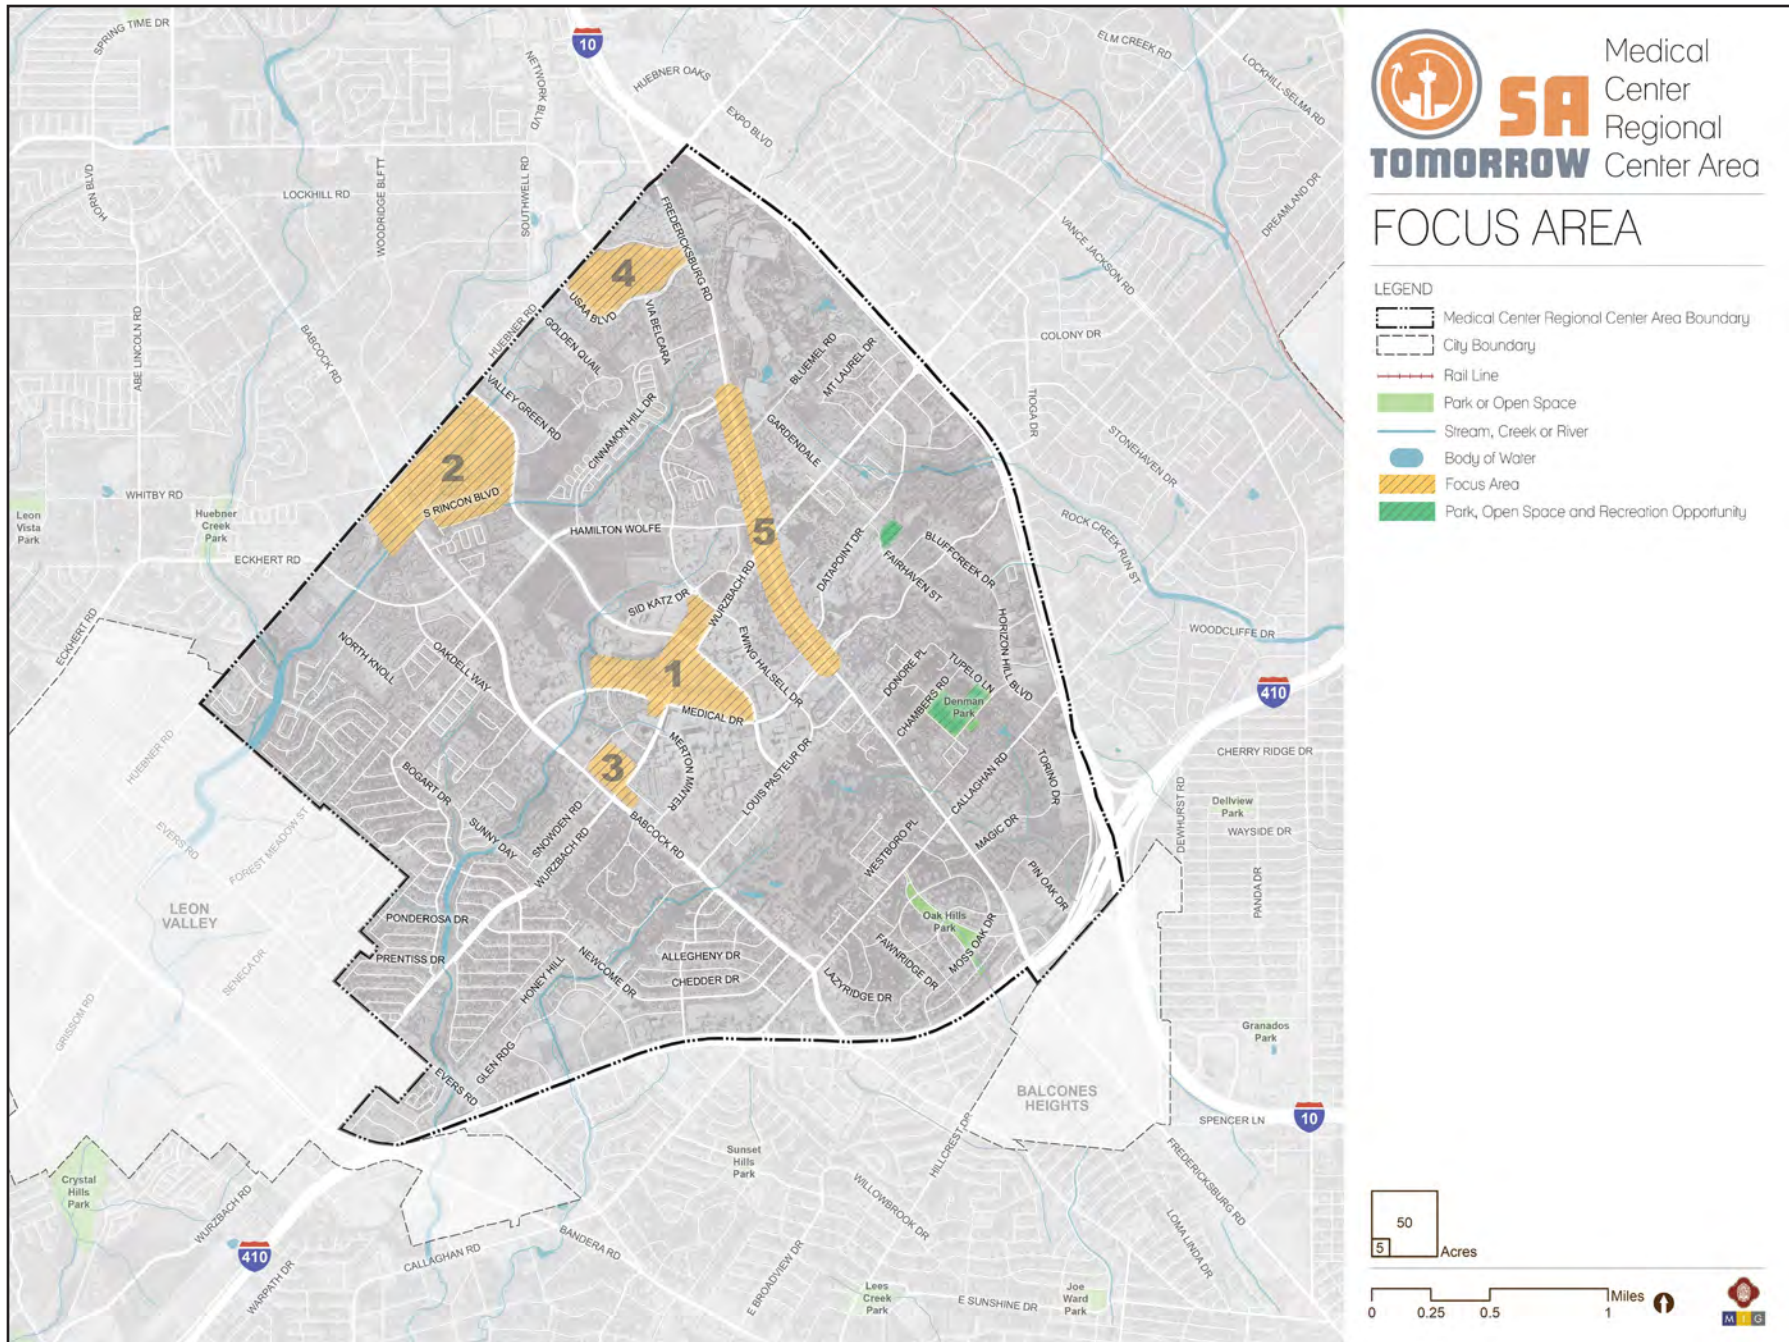 SA
TOMORROW
Medical
Center
Regional
Center Area
FOCUS AREA
LEGEND
Medical Center Regional Center Area Boundary
City Boundary
Rail Line
Park or Open Space
Stream, Creek or River
Body of Water
Focus Area
Park, Open Space and Recreation Opportunity
SPRING TIME DR
NETWORK BLVD
10
HUEBNER OAKS
EXPO BLVD
ELM CREEK RD
LOCKHILL-SELMA RD
HORN BLVD
LOCKHILL RD
WOODRIDGE BLFTT
SOUTHWELL RD
FREDERICKSBURG RD
VANCE JACKSON RD
DREAMLAND DR
4
USAA BLVD
VIA BELCARA
GOLDEN QUAIL
HUEBNER RD
ABE LINCOLN RD
BABCOCK RD
COLONY DR
BLUEMEL RD
MT LAUREL DR
VALLEY GREEN RD
CINNAMON HILL DR
GARDENDALE
TIOGA DR
STONEHAVEN DR
2
S RINCON BLVD
WHITBY RD
Leon
Vista
Park
Huebner
Creek
Park
ECKHERT RD
HAMILTON WOLFE
5
DATAPOINT DR
FAIRHAVEN ST
BLUFFCREEK DR
ROCK CREEK RUN ST
WURZBACH RD
SID KATZ DR
EWING HALSELL DR
HORIZON HILL BLVD
WOODCLIFFE DR
ECKHERT RD
NORTH KNOLL
OAKDELL WAY
1
MEDICAL DR
DONORE PL
TUPELO LN
CHAMBERS RD
Denman
Park
410
HUEBNER RD
3
MERTON MINTER
LOUIS PASTEUR DR
CALLAGHAN RD
TORINO DR
CHERRY RIDGE DR
DEWHURST RD
Dellview
Park
WAYSIDE DR
BOGART DR
SUNNY DAY
SNOWDEN RD
WURZBACH RD
BABCOCK RD
WESTBORO PL
MAGIC DR
PIN OAK DR
PANDA DR
EVERS RD
FOREST MEADOW ST
LEON
VALLEY
PONDEROSA DR
PRENTISS DR
SENECA DR
GRISSOM RD
HONEY HILL
NEWCOME DR
ALLEGHENY DR
CHEDDER DR
LAZYRIDGE DR
FAWNRIDGE DR
Oak Hills
Park
MOSS OAK DR
GLEN RDG
EVERS RD
Granados
Park
BALCONES
HEIGHTS
10
SPENCER LN
Sunset
Hills
Park
HILLCREST DR
FREDERICKSBURG RD
Crystal
Hills
Park
WURZBACH RD
WILLOWBROOK DR
LOMA LINDA DR
410
WARPATH DR
CALLAGHAN RD
BANDERA RD
E BROADVIEW DR
Lees
Creek
Park
E SUNSHINE DR
Joe
Ward
Park
50
5
Acres
0
0.25
0.5
1
Miles
M I G